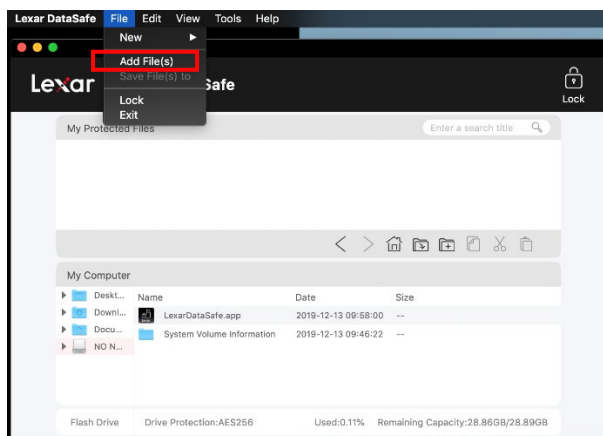 Lexar DataSafe File Edit View Tools Help
New
Add File(s)
Save File(s) to
Lock
Exit
Lexar Safe
Lock
My Protected Files
Enter a search title
My Computer
Deskt...
Downl...
Docu...
NO N...
Name Date Size
LexarDataSafe.app 2019-12-13 09:58:00 --
System Volume Information 2019-12-13 09:46:22 --
Flash Drive Drive Protection:AES256 Used:0.11% Remaining Capacity:28.86GB/28.89GB